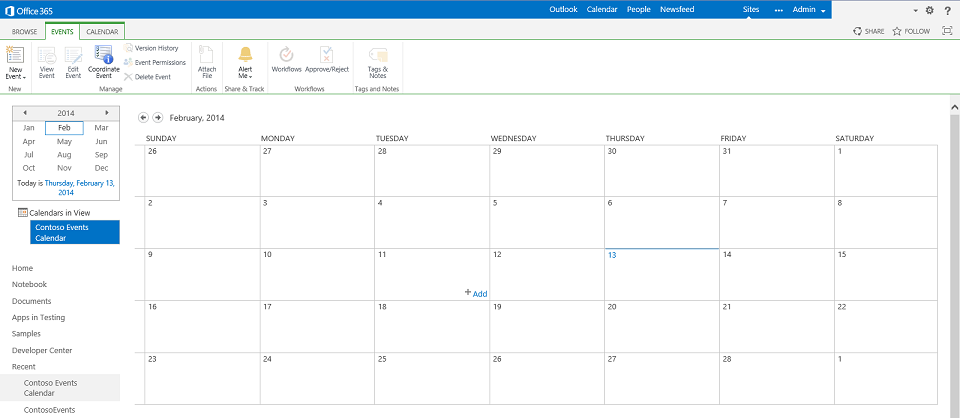 Office 365 Outlook Calendar People Newsfeed Sites ••• Admin ?
BROWSE EVENTS CALENDAR SHARE FOLLOW
New Event View Event Edit Event Coordinate Event Version History Attach File Alert Me Workflows Approve/Reject Tags & Notes
Event Permissions
Delete Event
New Manage Actions Share & Track Workflows Tags and Notes
2014
Jan Feb Mar
Apr May Jun
Jul Aug Sep
Oct Nov Dec
Today is Thursday, February 13,
2014
Calendars in View
Contoso Events
Calendar
Home
Notebook
Documents
Apps in Testing
Samples
Developer Center
Recent
Contoso Events
Calendar
ContosoEvents
February, 2014
SUNDAY MONDAY TUESDAY WEDNESDAY THURSDAY FRIDAY SATURDAY
26 27 28 29 30 31 1
2 3 4 5 6 7 8
9 10 11 12 13 14 15
+ Add
16 17 18 19 20 21 22
23 24 25 26 27 28 1